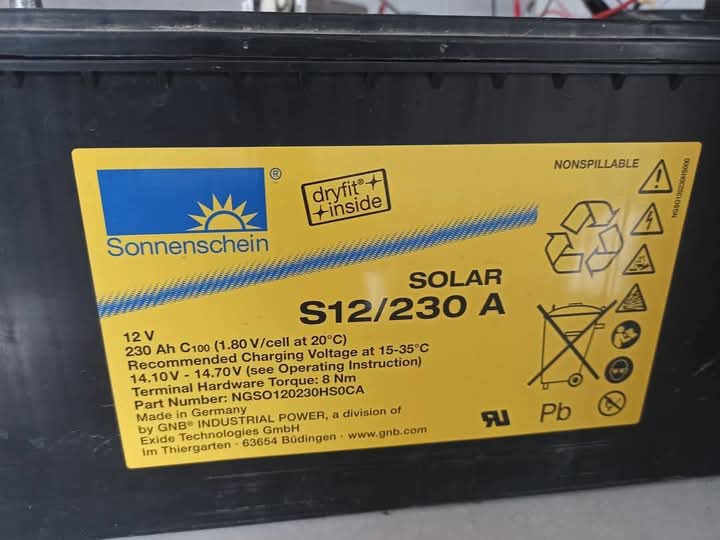 Sonnenschein®
dryfit®
inside
NONSPILLABLE
NGSO120230HS000
SOLAR
S12/230 A
12 V
230 Ah C100 (1.80 V/cell at 20°C)
Recommended Charging Voltage at 15-35°C
14.10V - 14.70V (see Operating Instruction)
Terminal Hardware Torque: 8 Nm
Part Number: NGSO120230HS0CA
Made in Germany
by GNB® INDUSTRIAL POWER, a division of
Exide Technologies GmbH
im Thiergarten · 63654 Büdingen · www.gnb.com
Pb